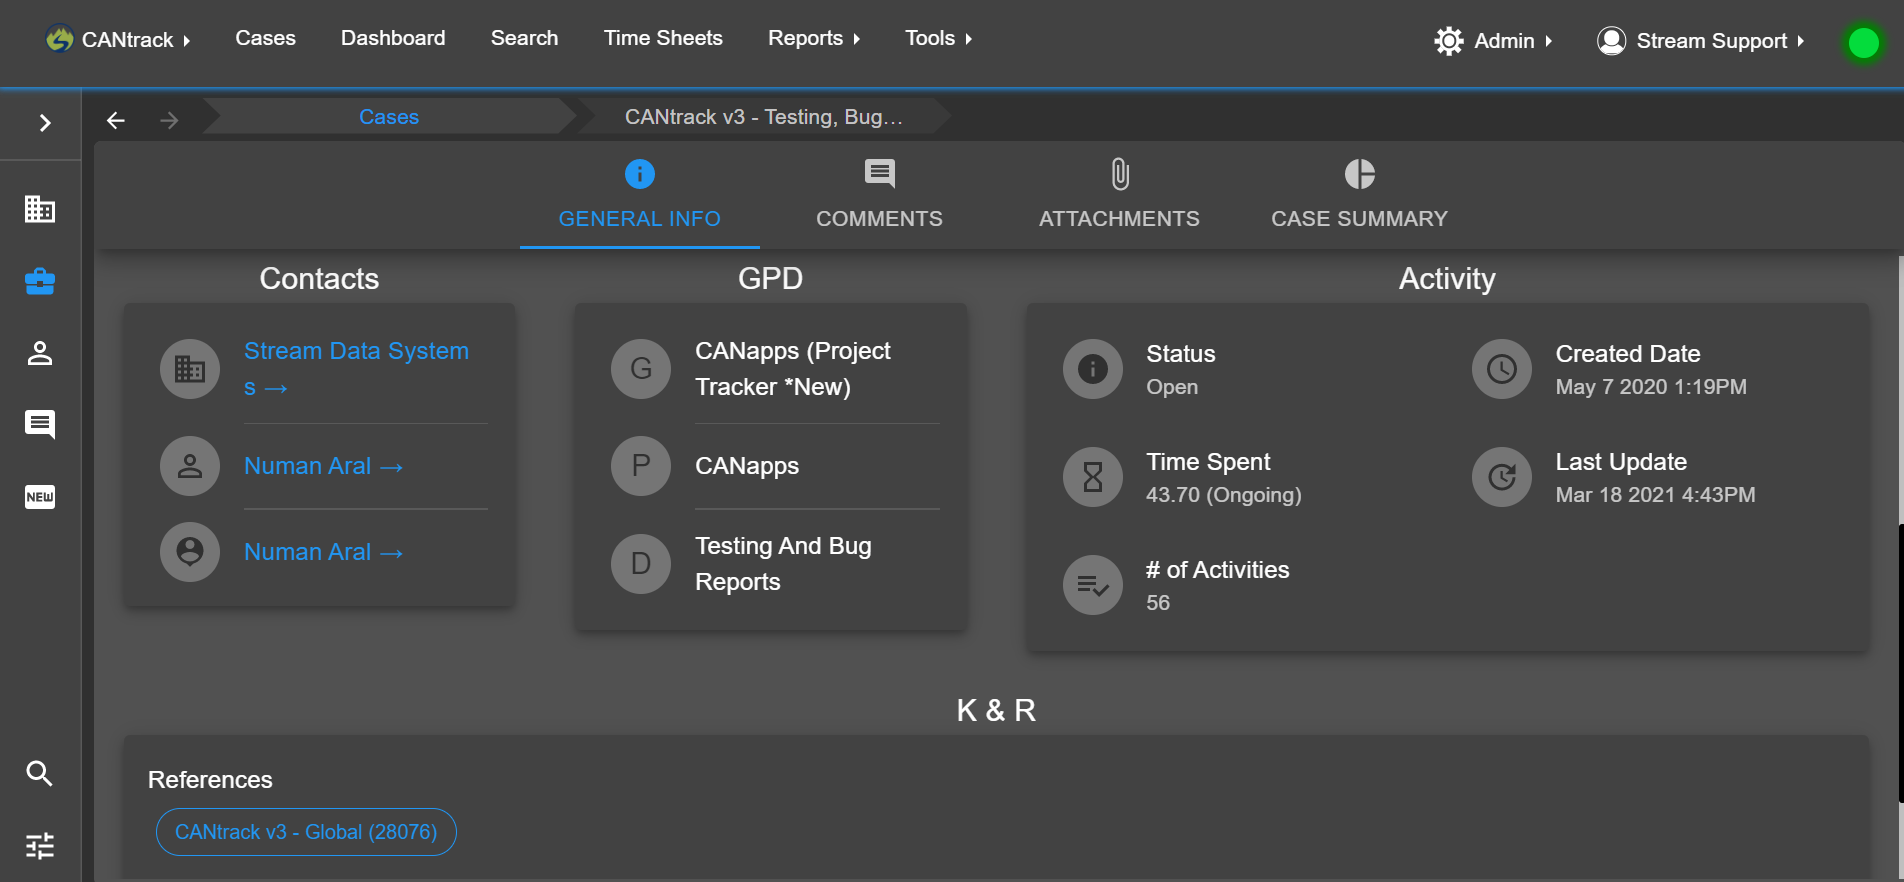 CANtrack
Cases
Dashboard
Search
Time Sheets
Reports
Tools
Admin
Stream Support
Cases
CANtrack v3 - Testing, Bug...
GENERAL INFO
COMMENTS
ATTACHMENTS
CASE SUMMARY
NEW
Contacts
Stream Data System
s →
Numan Aral →
Numan Aral →
GPD
G
CANapps (Project
Tracker *New)
P
CANapps
D
Testing And Bug
Reports
Activity
Status
Open
Created Date
May 7 2020 1:19PM
Time Spent
43.70 (Ongoing)
Last Update
Mar 18 2021 4:43PM
# of Activities
56
K & R
References
CANtrack v3 - Global (28076)